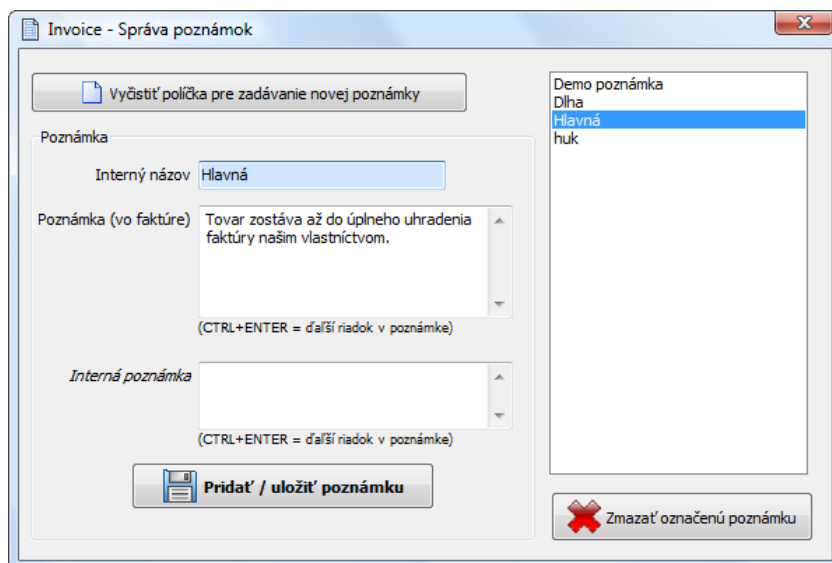 Invoice - Správa poznámok
Vyčistiť políčka pre zadávanie novej poznámky
Poznámka
Interný názov Hlavná
Poznámka (vo faktúre) Tovar zostáva až do úplneho uhradenia
faktúry našim vlastníctvom.
(CTRL+ENTER = ďaľší riadok v poznámke)
Interná poznámka
(CTRL+ENTER = ďaľší riadok v poznámke)
Pridať / uložiť poznámku
Demo poznámka
Dlha
Hlavná
huk
Zmazať označenú poznámku